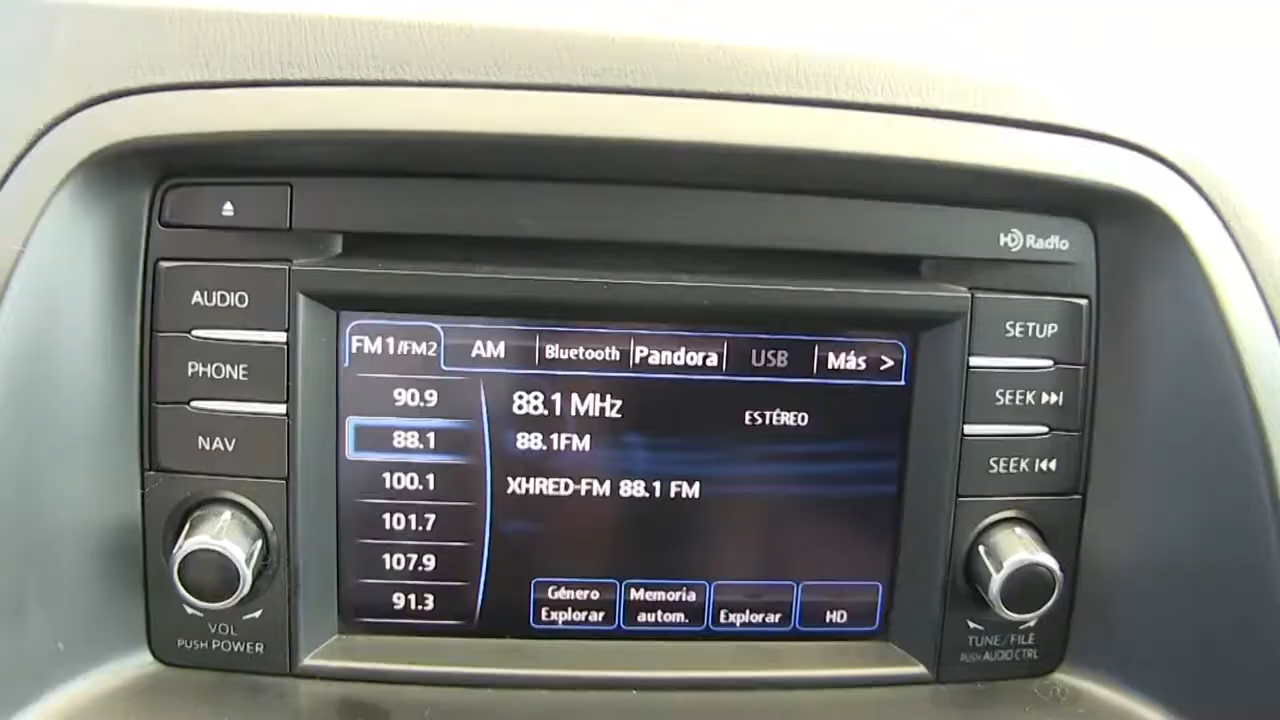 HD Radio
AUDIO
PHONE
NAV
VOL
PUSH POWER
FM1/FM2 AM Bluetooth Pandora USB Más >
90.9
88.1
100.1
101.7
107.9
91.3
88.1 MHz
ESTÉREO
88.1FM
XHRED-FM 88.1 FM
Género
Explorar
Memoria
autom.
Explorar
HD
SETUP
SEEK
SEEK
TUNE/FILE
PUSH AUDIO CTRL